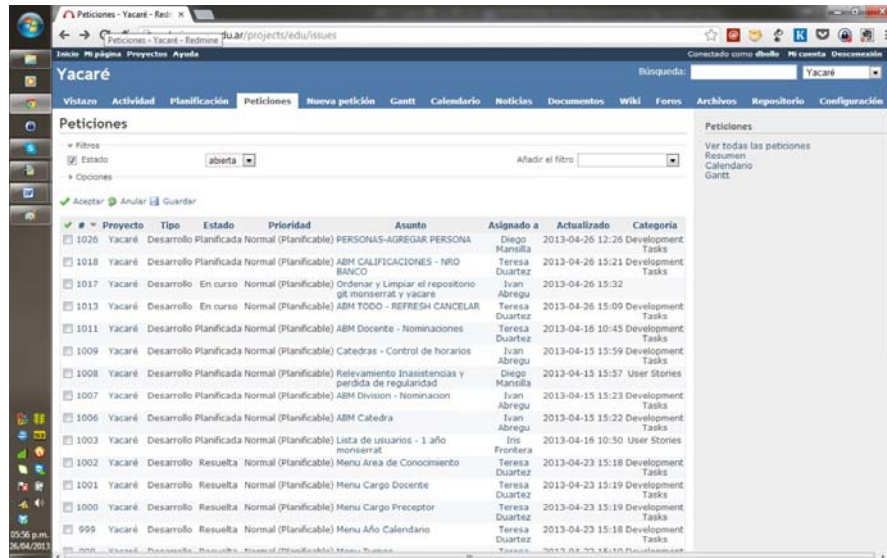 Peticiones - Yacaré - Red
du.ar/projects/edu/issues
Peticiones - Yacaré - Redmine
Inicio Mi página Proyectos Ayuda
Conectado como dbollo Mi cuenta Desconexión
Yacaré
Búsqueda:
Yacaré
Vistazo Actividad Planificación Peticiones Nueva petición Gantt Calendario Noticias Documentos Wiki Foros Archivos Repositorio Configuración
Peticiones
Filtros
Estado abierta Añadir el filtro
Opciones
Aceptar Anular Guardar
# Proyecto Tipo Estado Prioridad Asunto Asignado a Actualizado Categoría
1026 Yacaré Desarrollo Planificada Normal (Planificable) PERSONAS-AGREGAR PERSONA Diego Mansilla 2013-04-26 12:26 Development Tasks
1018 Yacaré Desarrollo Planificada Normal (Planificable) ABM CALIFICACIONES - NRO BANCO Teresa Duartez 2013-04-26 15:21 Development Tasks
1017 Yacaré Desarrollo En curso Normal (Planificable) Ordenar y Limpiar el repositorio git monserrat y yacare Ivan Abregu 2013-04-26 15:32
1013 Yacaré Desarrollo En curso Normal (Planificable) ABM TODO - REFRESH CANCELAR Teresa Duartez 2013-04-26 15:09 Development Tasks
1011 Yacaré Desarrollo Planificada Normal (Planificable) ABM Docente - Nominaciones Teresa Duartez 2013-04-16 10:45 Development Tasks
1009 Yacaré Desarrollo Planificada Normal (Planificable) Catedras - Control de horarios Ivan Abregu 2013-04-15 15:59 Development Tasks
1008 Yacaré Desarrollo Planificada Normal (Planificable) Relevamiento Inasistencias y perdida de regularidad Diego Mansilla 2013-04-15 15:57 User Stories
1007 Yacaré Desarrollo Planificada Normal (Planificable) ABM Division - Nominacion Ivan Abregu 2013-04-15 15:23 Development Tasks
1006 Yacaré Desarrollo Planificada Normal (Planificable) ABM Catedra Ivan Abregu 2013-04-15 15:22 Development Tasks
1003 Yacaré Desarrollo Planificada Normal (Planificable) Lista de usuarios - 1 año monserrat Iris Frontera 2013-04-16 10:50 User Stories
1002 Yacaré Desarrollo Resuelta Normal (Planificable) Menu Area de Conocimiento Teresa Duartez 2013-04-23 15:18 Development Tasks
1001 Yacaré Desarrollo Resuelta Normal (Planificable) Menu Cargo Docente Teresa Duartez 2013-04-23 15:19 Development Tasks
1000 Yacaré Desarrollo Resuelta Normal (Planificable) Menu Cargo Preceptor Teresa Duartez 2013-04-23 15:19 Development Tasks
999 Yacaré Desarrollo Resuelta Normal (Planificable) Menu Año Calendario Teresa Duartez 2013-04-23 15:18 Development Tasks
Peticiones
Ver todas las peticiones
Resumen
Calendario
Gantt
05:56 p.m.
26/04/2013